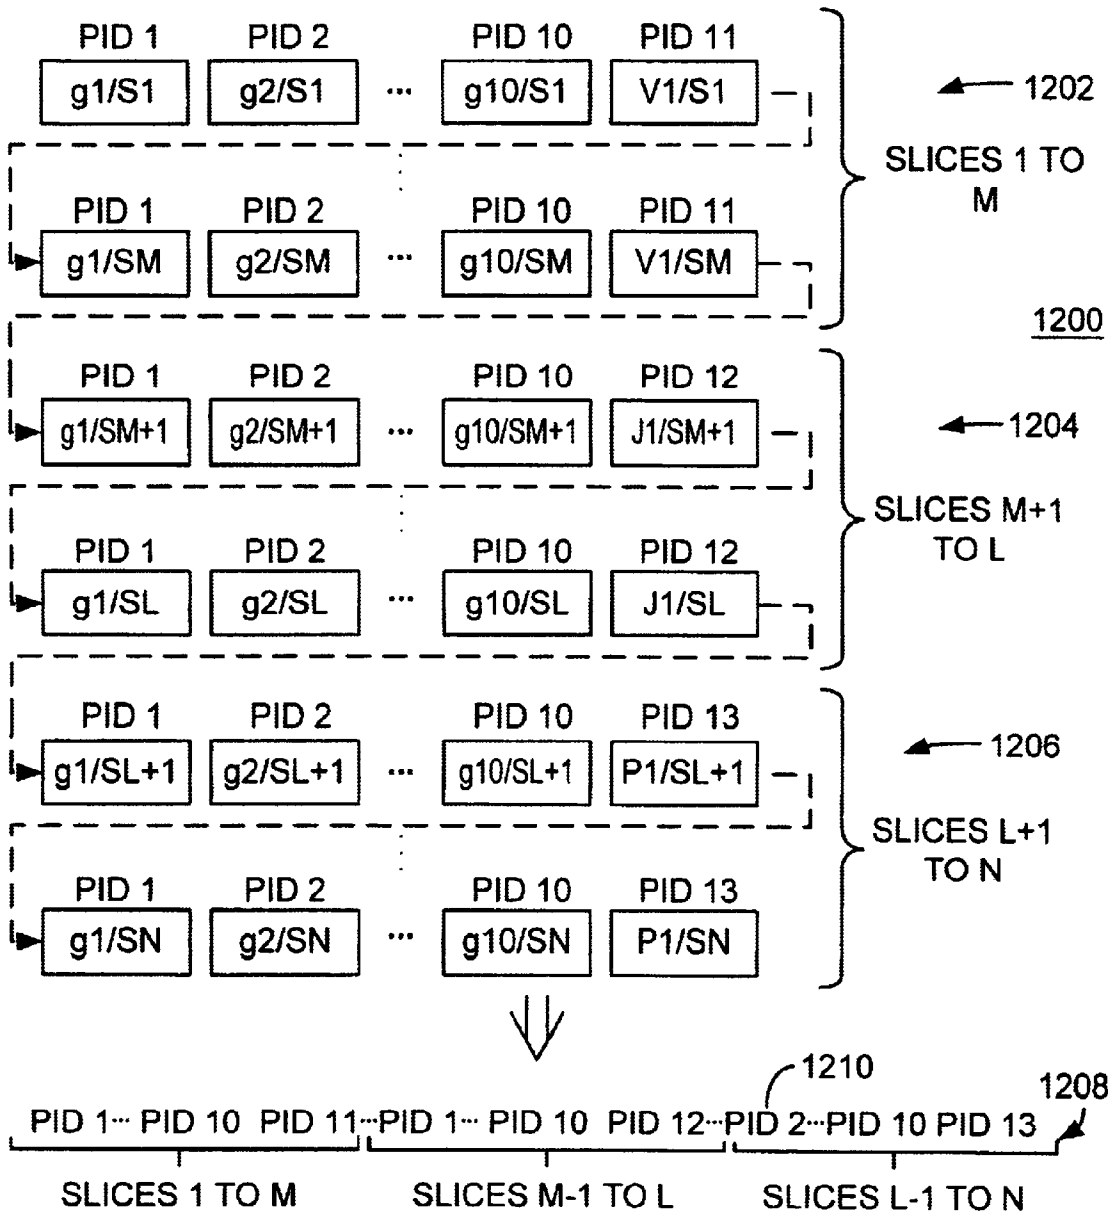 PID 1 PID 2 PID 10 PID 11
g1/S1 g2/S1 ... g10/S1 V1/S1
1202
SLICES 1 TO
M
PID 1 PID 2 PID 10 PID 11
g1/SM g2/SM ... g10/SM V1/SM
1200
PID 1 PID 2 PID 10 PID 12
g1/SM+1 g2/SM+1 ... g10/SM+1 J1/SM+1
1204
SLICES M+1
TO L
PID 1 PID 2 PID 10 PID 12
g1/SL g2/SL ... g10/SL J1/SL
PID 1 PID 2 PID 10 PID 13
g1/SL+1 g2/SL+1 ... g10/SL+1 P1/SL+1
1206
SLICES L+1
TO N
PID 1 PID 2 PID 10 PID 13
g1/SN g2/SN ... g10/SN P1/SN
1210
1208
PID 1... PID 10 PID 11...PID 1... PID 10 PID 12...PID 2...PID 10 PID 13
SLICES 1 TO M SLICES M-1 TO L SLICES L-1 TO N